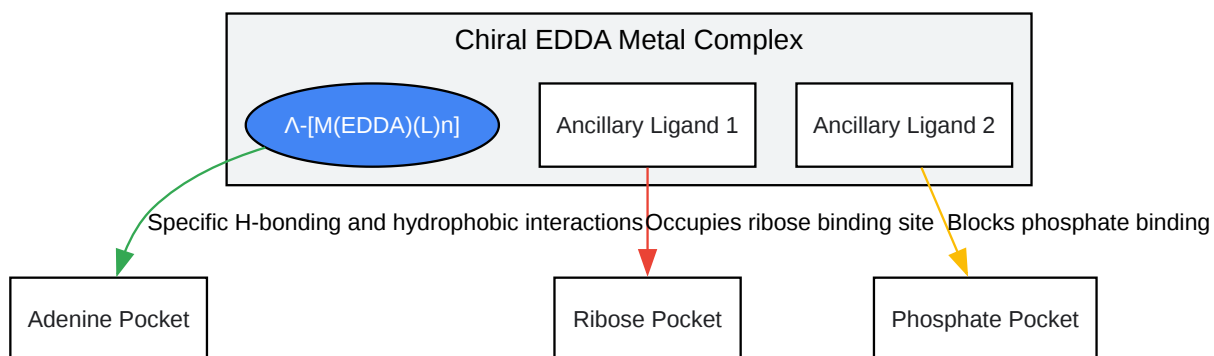 Chiral EDDA Metal Complex
Λ-[M(EDDA)(L)n]
Ancillary Ligand 1
Ancillary Ligand 2
Specific H-bonding and hydrophobic interactions
Occupies ribose binding site
Blocks phosphate binding
Adenine Pocket
Ribose Pocket
Phosphate Pocket